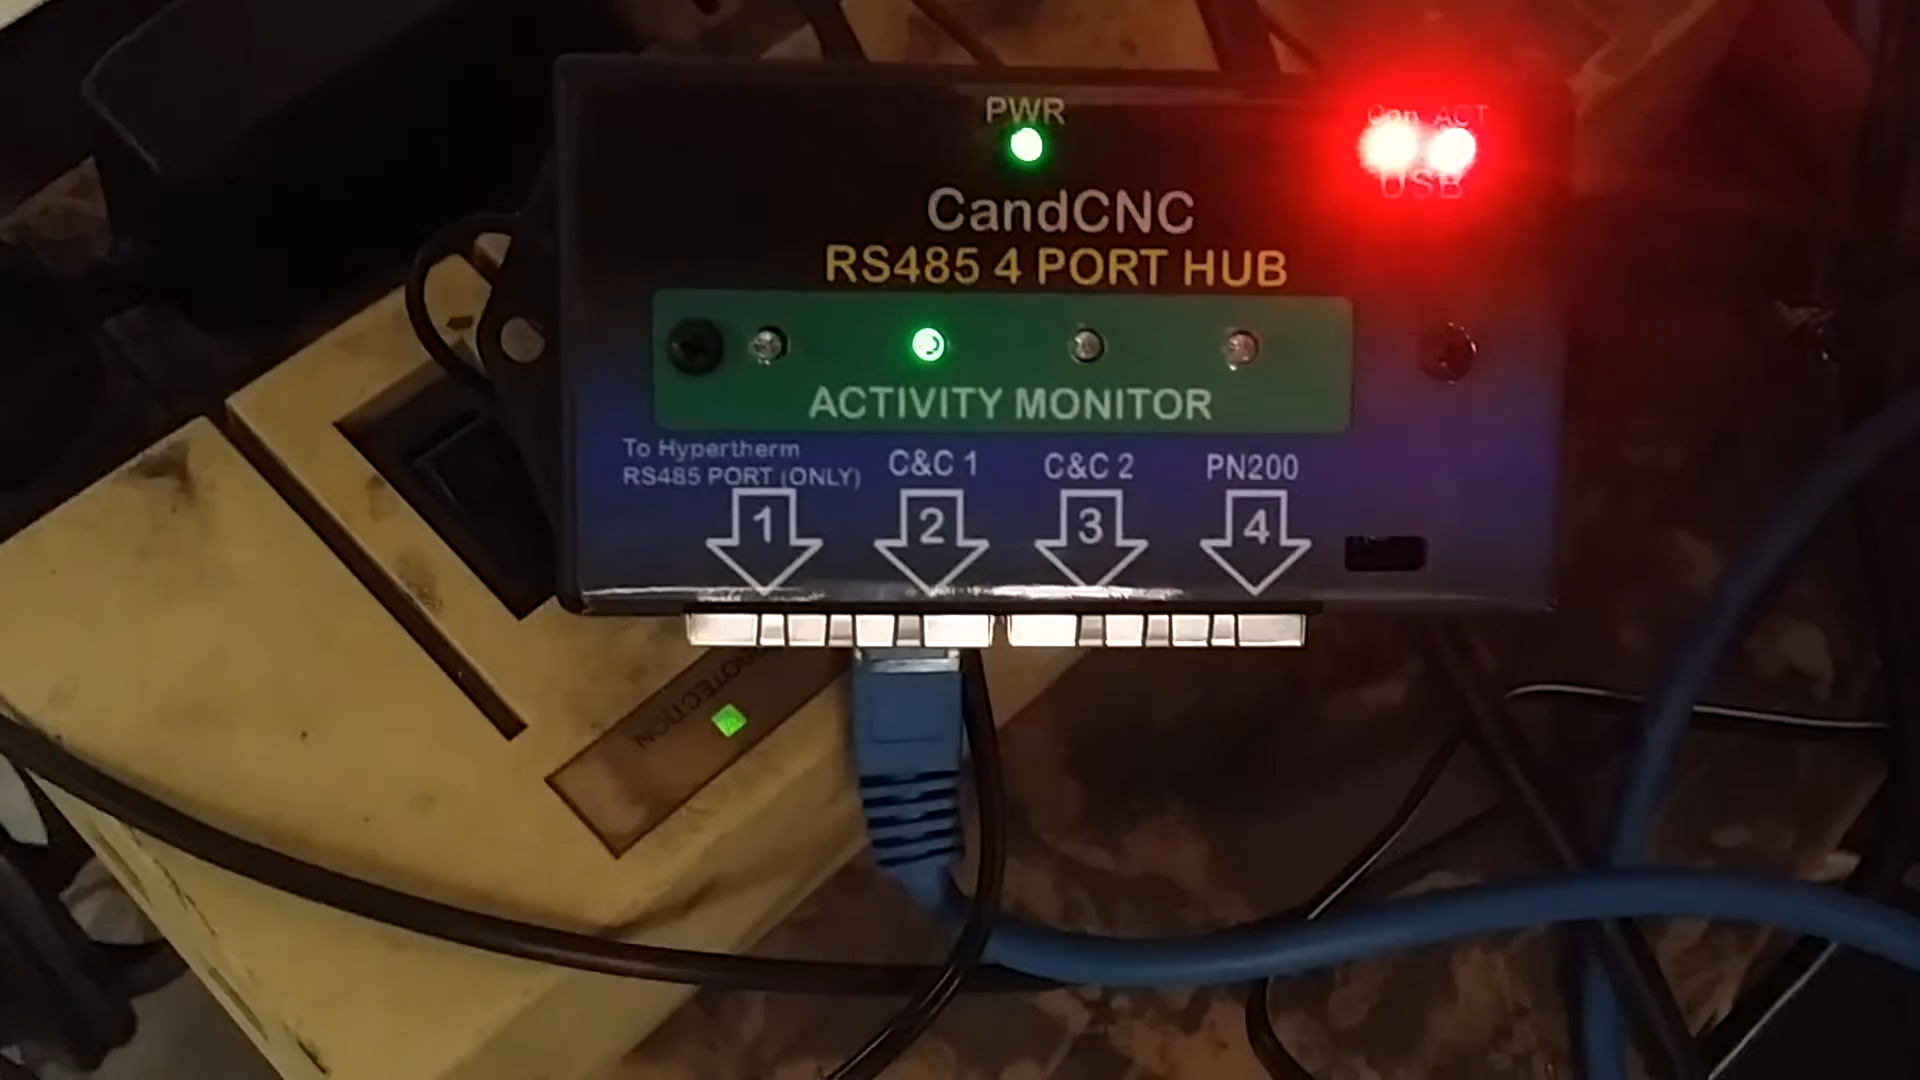 PWR
Con ACT
USB
CandCNC
RS485 4 PORT HUB
ACTIVITY MONITOR
To Hypertherm
RS485 PORT (ONLY)
C&C 1
C&C 2
PN200
1
2
3
4